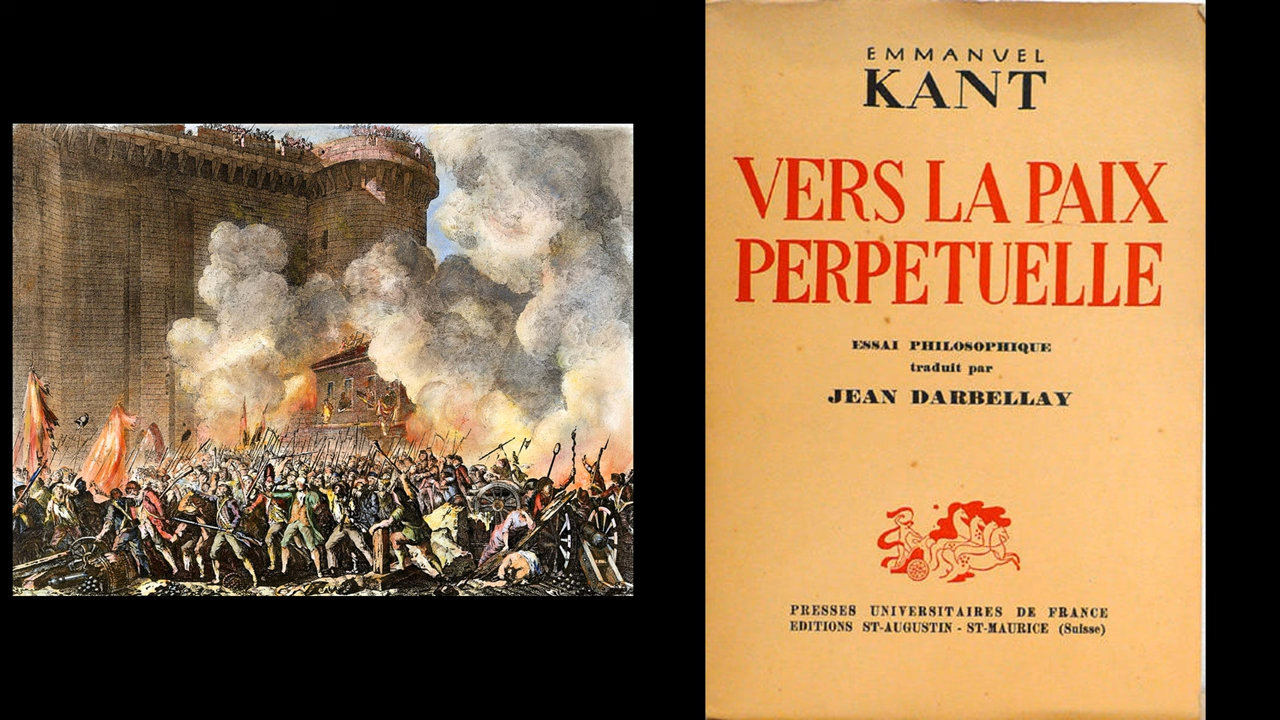 EMMANUEL
KANT
VERS LA PAIX
PERPETUELLE
ESSAI PHILOSOPHIQUE
traduit par
JEAN DARBELLAY
PRESSES UNIVERSITAIRES DE FRANCE
EDITIONS ST-AUGUSTIN - ST-MAURICE (Suisse)